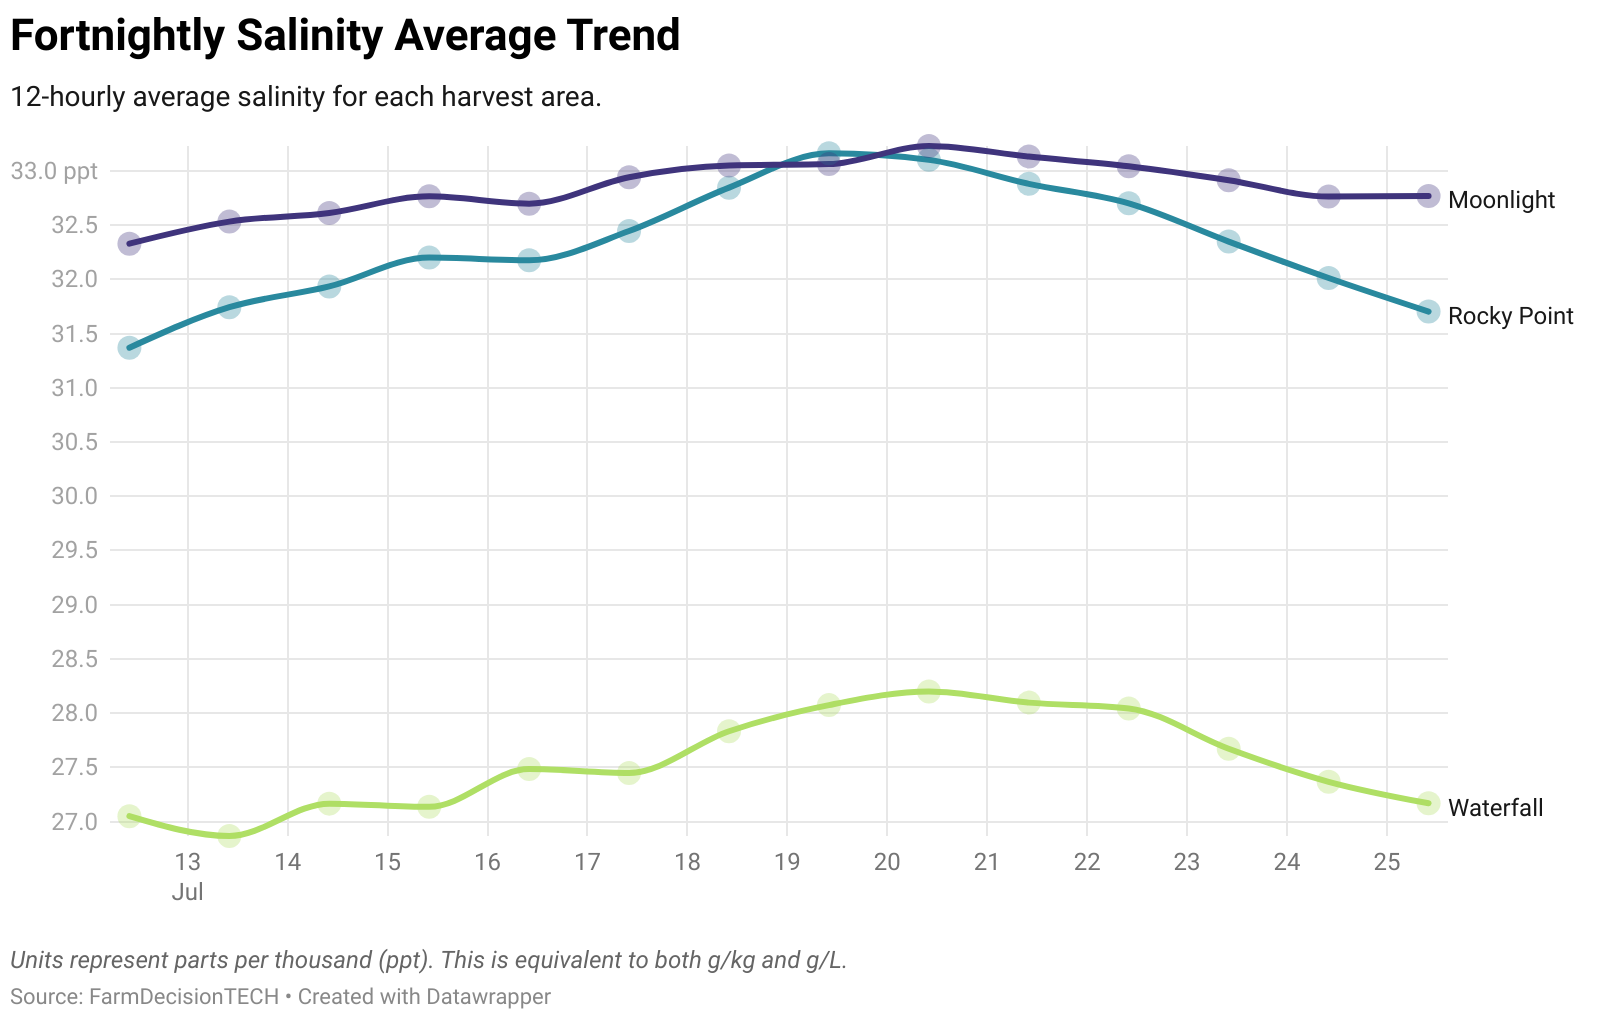 Fortnightly Salinity Average Trend
12-hourly average salinity for each harvest area.
33.0 ppt
32.5
32.0
31.5
31.0
30.5
30.0
29.5
29.0
28.5
28.0
27.5
27.0
Moonlight
Rocky Point
Waterfall
13 14 15 16 17 18 19 20 21 22 23 24 25
Jul
Units represent parts per thousand (ppt). This is equivalent to both g/kg and g/L.
Source: FarmDecisionTECH • Created with Datawrapper